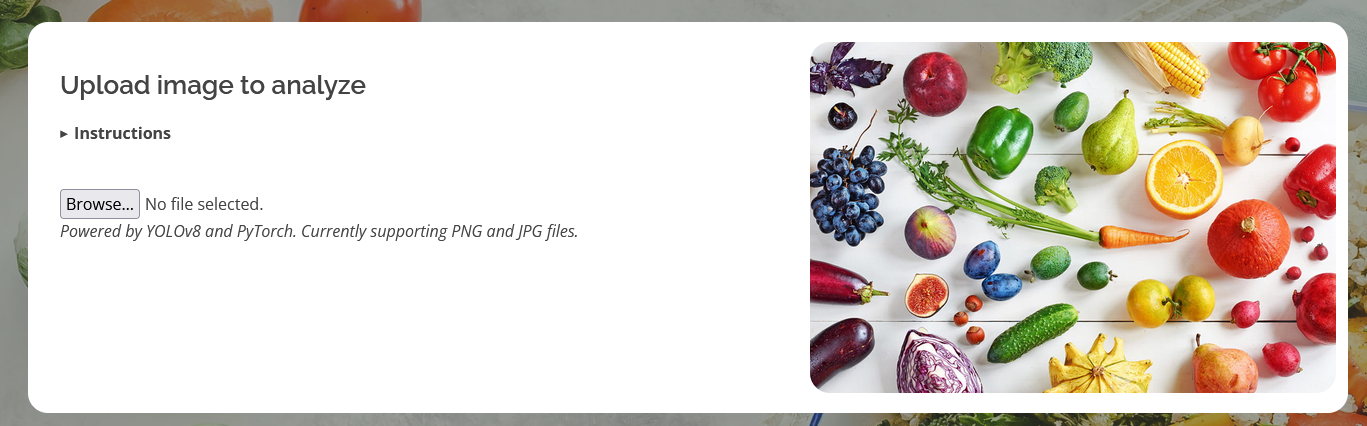 Upload image to analyze
▸ Instructions
Browse... No file selected.
Powered by YOLOv8 and PyTorch. Currently supporting PNG and JPG files.